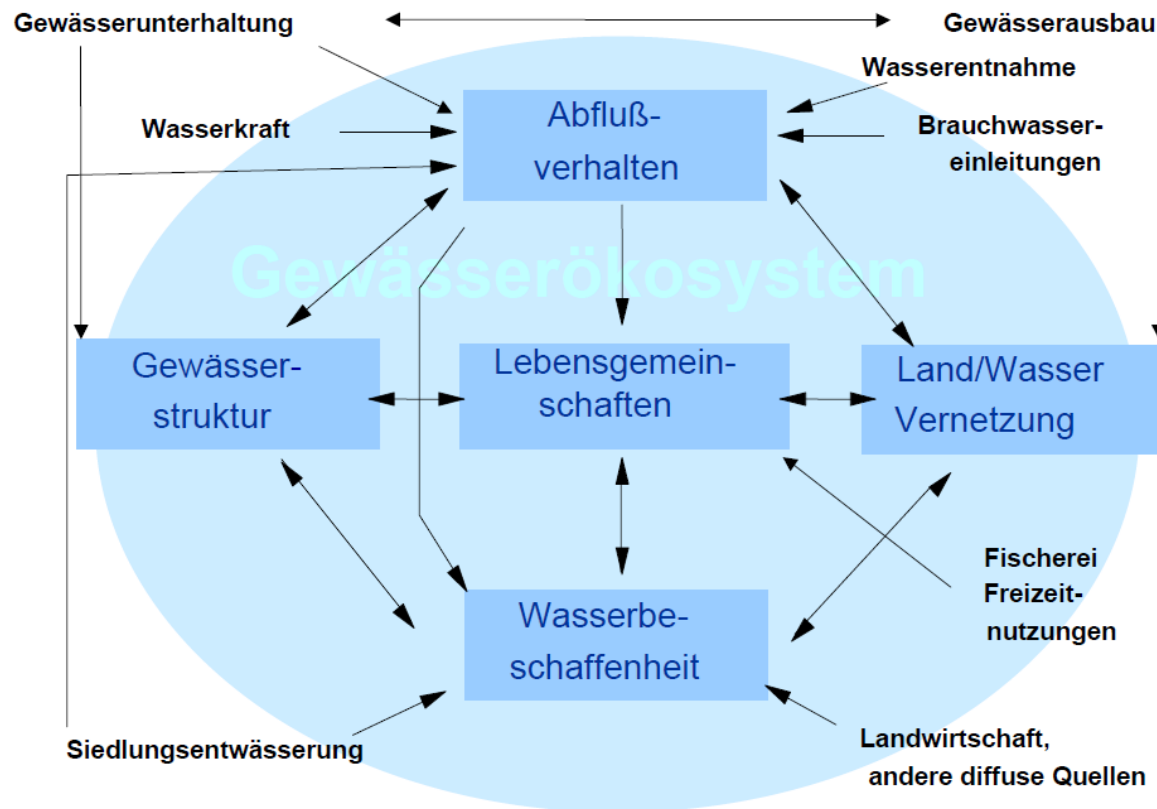 Gewässerunterhaltung
Gewässerausbau
Wasserentnahme
Wasserkraft
Abfluß-
verhalten
Brauchwasser-
einleitungen
Gewässerökosystem
Gewässer-
struktur
Lebensgemein-
schaften
Land/Wasser
Vernetzung
Fischerei
Freizeit-
nutzungen
Wasserbe-
schaffenheit
Siedlungsentwässerung
Landwirtschaft,
andere diffuse Quellen